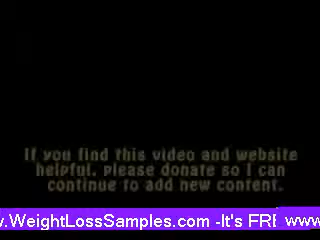 If you find this video and website
helpful, please donate so I can
continue to add new content.
w.WeightLossSamples.com -It's FRE www.